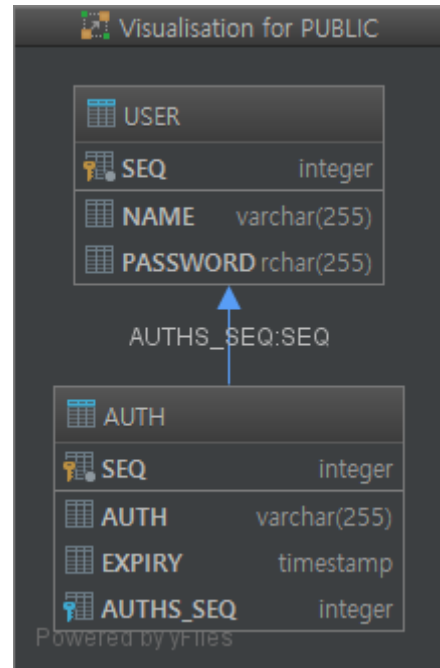 Visualisation for PUBLIC
USER
SEQ integer
NAME varchar(255)
PASSWORD rchar(255)
AUTHS_SEQ:SEQ
AUTH
SEQ integer
AUTH varchar(255)
EXPIRY timestamp
AUTHS_SEQ integer
Powered by yFiles